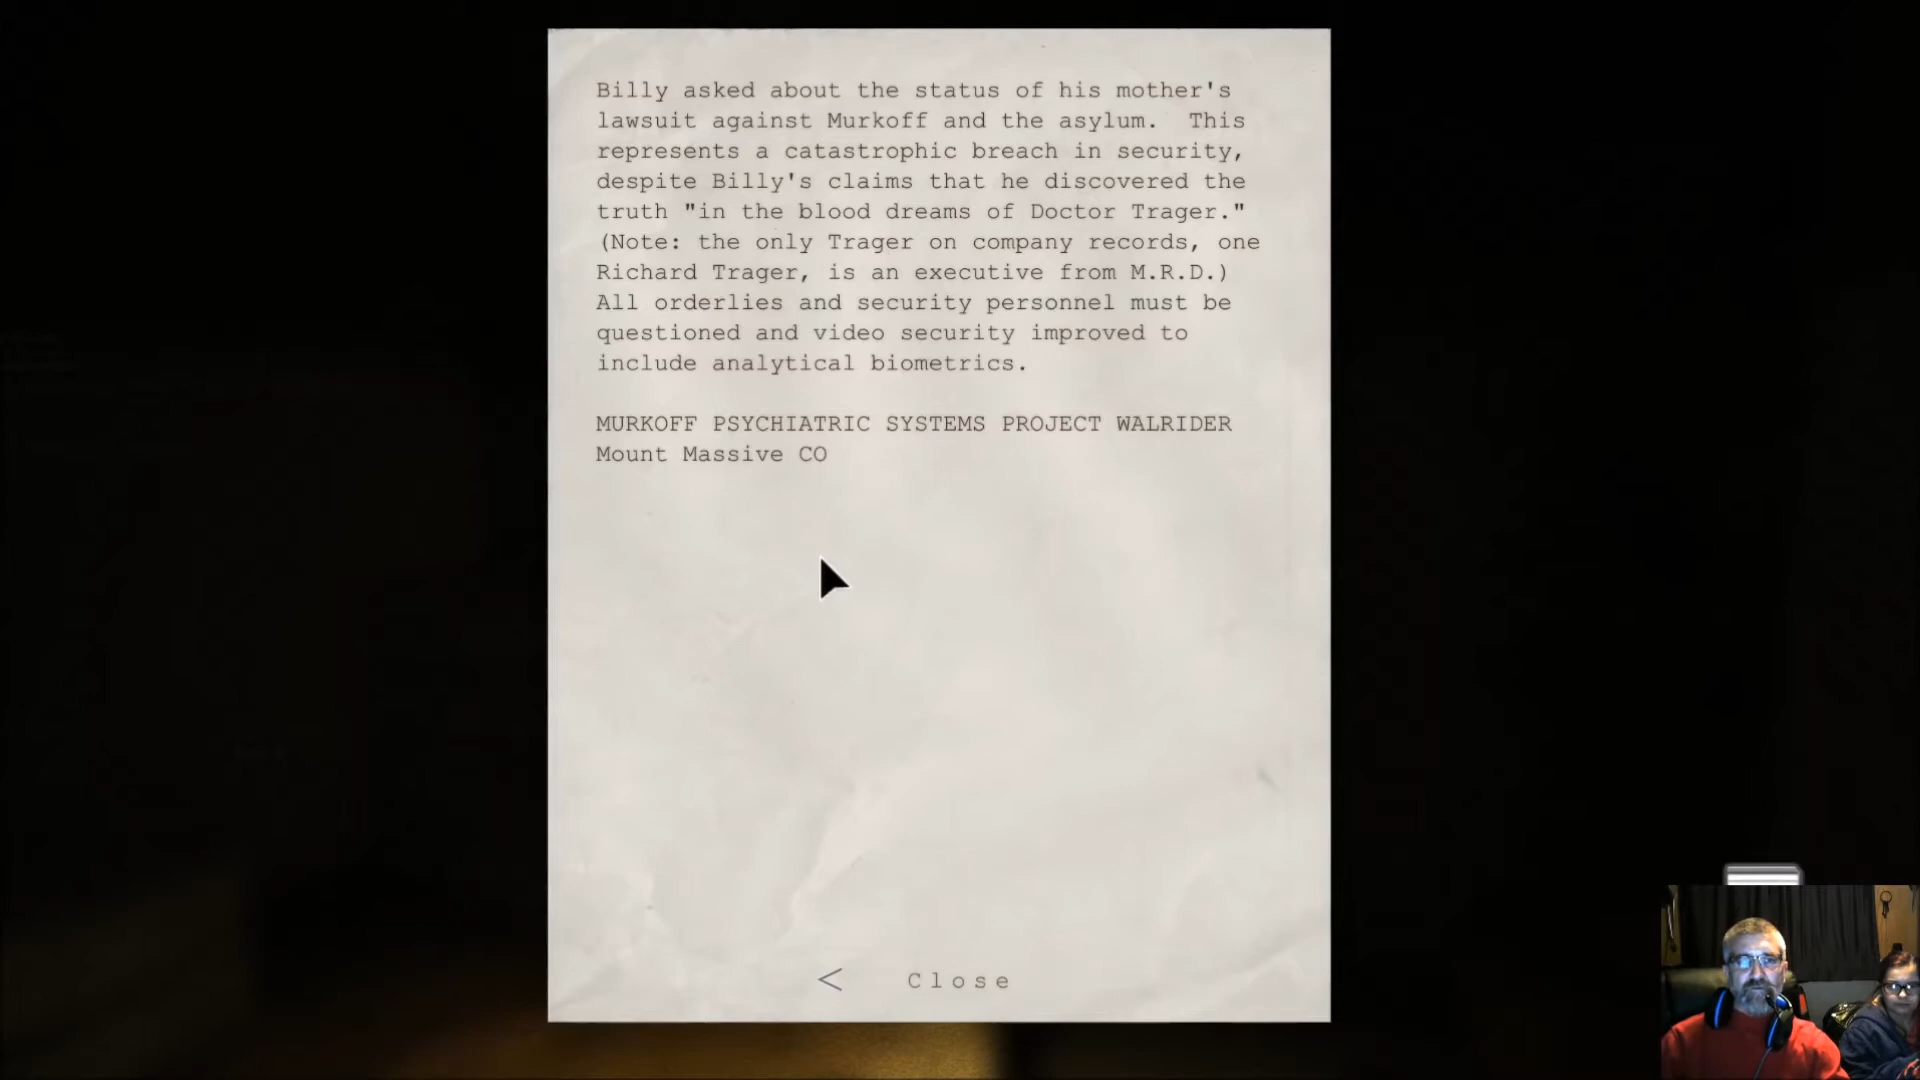 Billy asked about the status of his mother's
lawsuit against Murkoff and the asylum.  This
represents a catastrophic breach in security,
despite Billy's claims that he discovered the
truth "in the blood dreams of Doctor Trager."
(Note: the only Trager on company records, one
Richard Trager, is an executive from M.R.D.)
All orderlies and security personnel must be
questioned and video security improved to
include analytical biometrics.
MURKOFF PSYCHIATRIC SYSTEMS PROJECT WALRIDER
Mount Massive CO
< Close